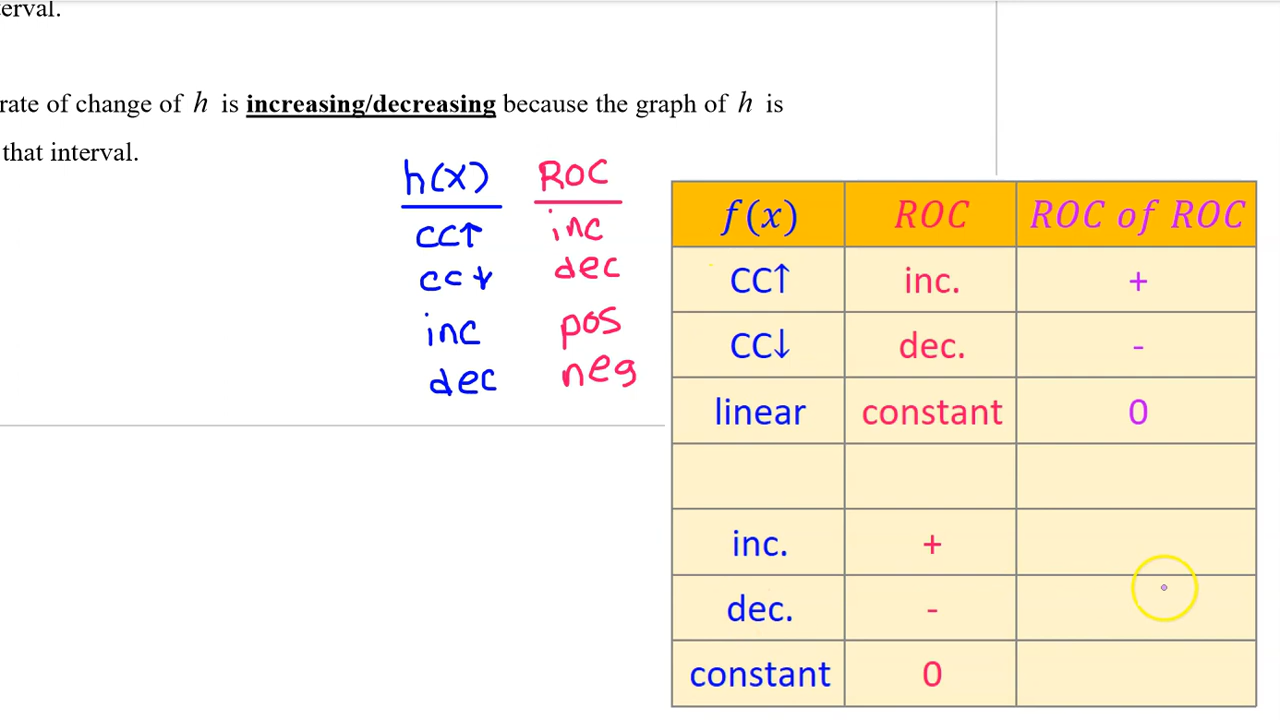 terval.
rate of change of h is increasing/decreasing because the graph of h is
that interval.
h(x) ROC
CC↑ inc
CC↓ dec
inc pos
dec neg
f(x) ROC ROC of ROC
CC↑ inc. +
CC↓ dec. -
linear constant 0
inc. +
dec. -
constant 0